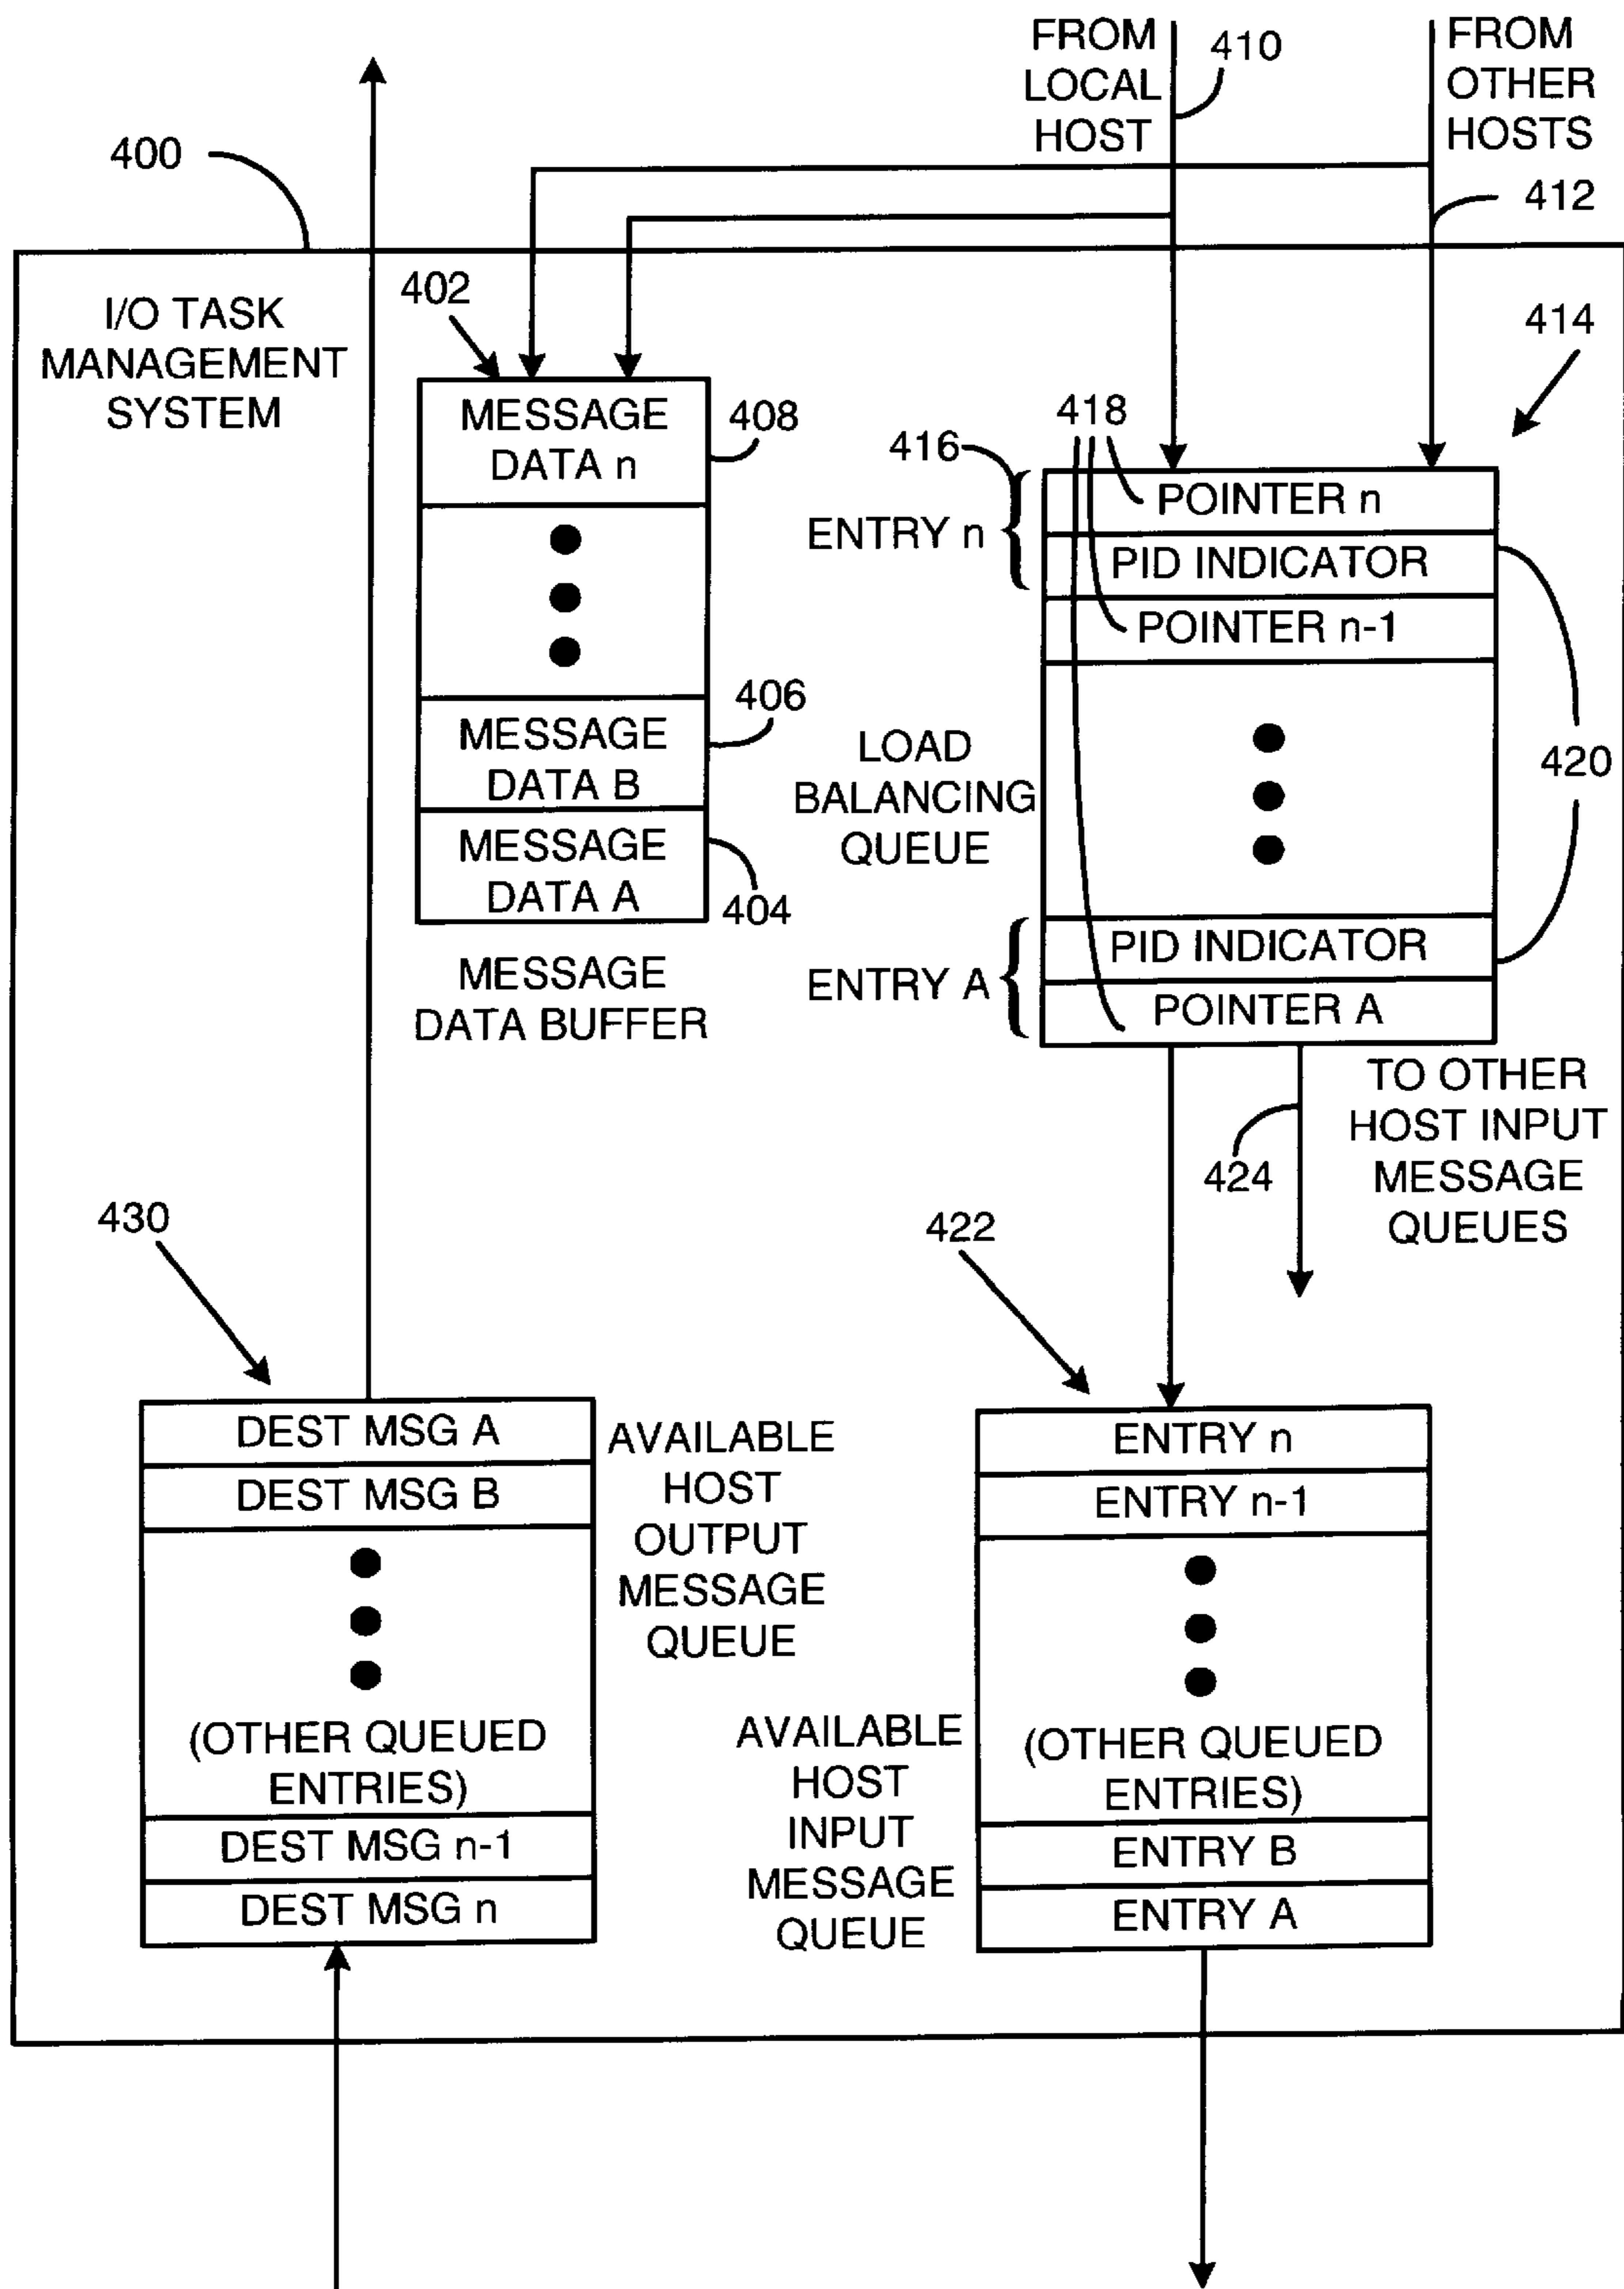 FROM
LOCAL
HOST
410
FROM
OTHER
HOSTS
400
412
I/O TASK
MANAGEMENT
SYSTEM
402
414
MESSAGE
DATA n
408
416
418
ENTRY n
POINTER n
PID INDICATOR
POINTER n-1
406
MESSAGE
DATA B
LOAD
BALANCING
QUEUE
420
MESSAGE
DATA A
404
MESSAGE
DATA BUFFER
ENTRY A
PID INDICATOR
POINTER A
TO OTHER
HOST INPUT
MESSAGE
QUEUES
424
430
422
DEST MSG A
DEST MSG B
(OTHER QUEUED
ENTRIES)
DEST MSG n-1
DEST MSG n
AVAILABLE
HOST
OUTPUT
MESSAGE
QUEUE
AVAILABLE
HOST
INPUT
MESSAGE
QUEUE
ENTRY n
ENTRY n-1
(OTHER QUEUED
ENTRIES)
ENTRY B
ENTRY A